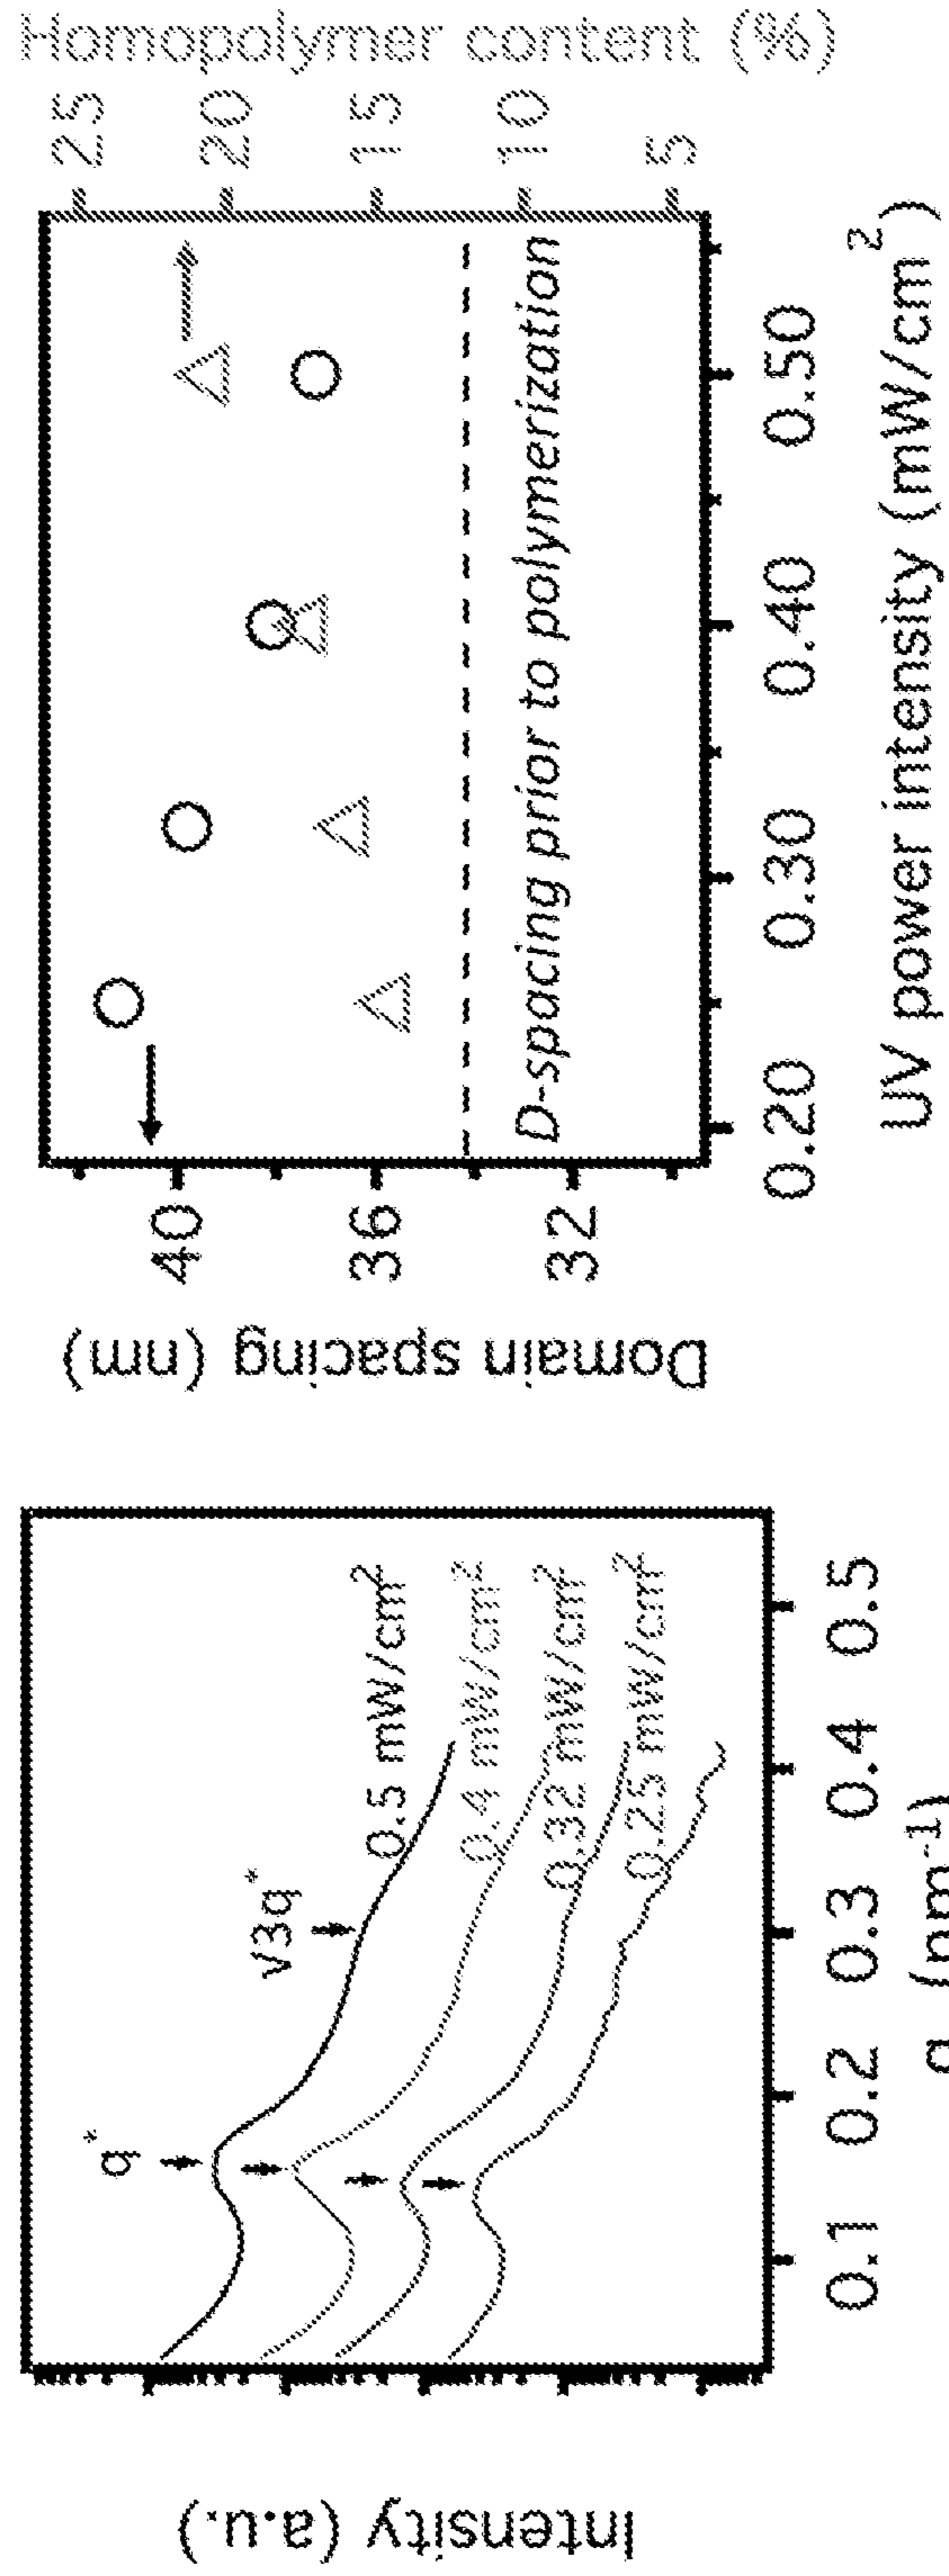 Intensity (a.u.)
q*
√3q*
0.5 mW/cm²
0.4 mW/cm²
0.32 mW/cm²
0.25 mW/cm²
0.1 0.2 0.3 0.4 0.5
q (nm⁻¹)
Domain spacing (nm)
40
36
32
D-spacing prior to polymerization
0.20 0.30 0.40 0.50
UV power intensity (mW/cm²)
25
20
15
10
5
Homopolymer content (%)